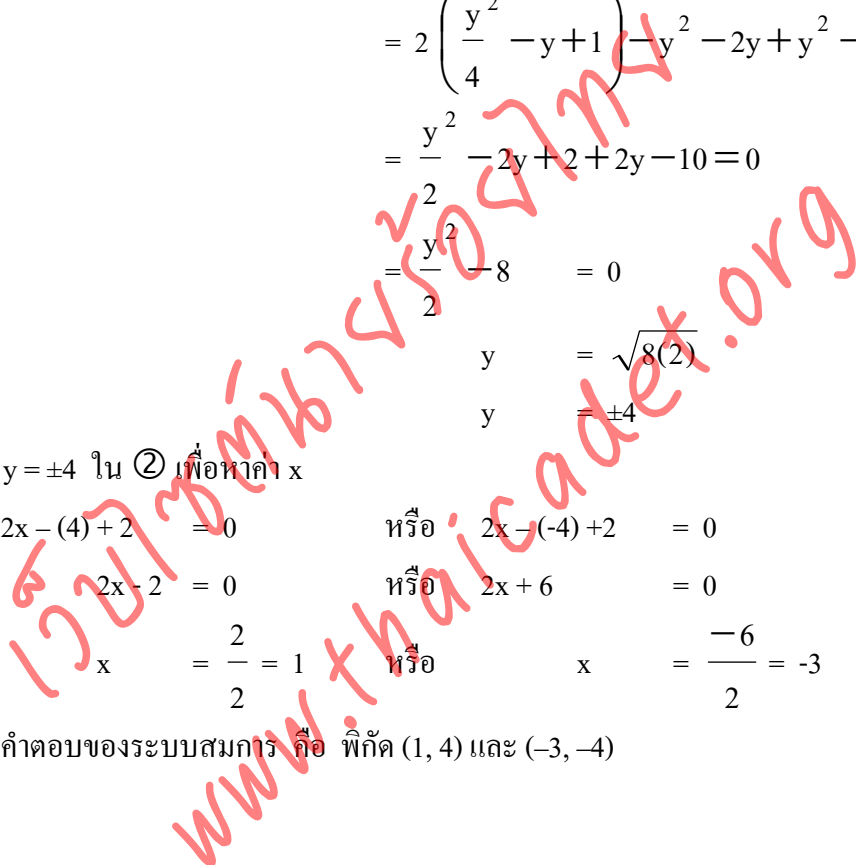 = 2 ( y²/4 − y + 1 ) − y² − 2y + y² −
= y²/2 − 2y + 2 + 2y − 10 = 0
= y²/2 − 8 = 0
y = √8(2)
y = ±4
y = ±4 ใน ② เพื่อหาค่า x
2x – (4) + 2 = 0 หรือ 2x – (-4) +2 = 0
2x - 2 = 0 หรือ 2x + 6 = 0
x = 2/2 = 1 หรือ x = −6/2 = -3
คำตอบของระบบสมการ คือ พิกัด (1, 4) และ (–3, –4)
เว็บไซต์นายร้อยไทย
www.thaicadet.org